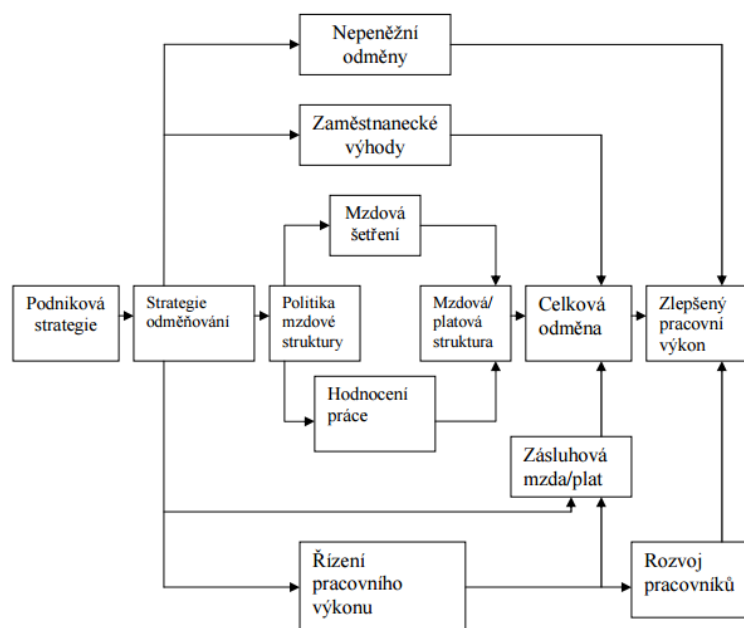 Nepeněžní
odměny
Zaměstnanecké
výhody
Mzdová
šetření
Podniková
strategie
Strategie
odměňování
Politika
mzdové
struktury
Mzdová/
platová
struktura
Celková
odměna
Zlepšený
pracovní
výkon
Hodnocení
práce
Zásluhová
mzda/plat
Řízení
pracovního
výkonu
Rozvoj
pracovníků